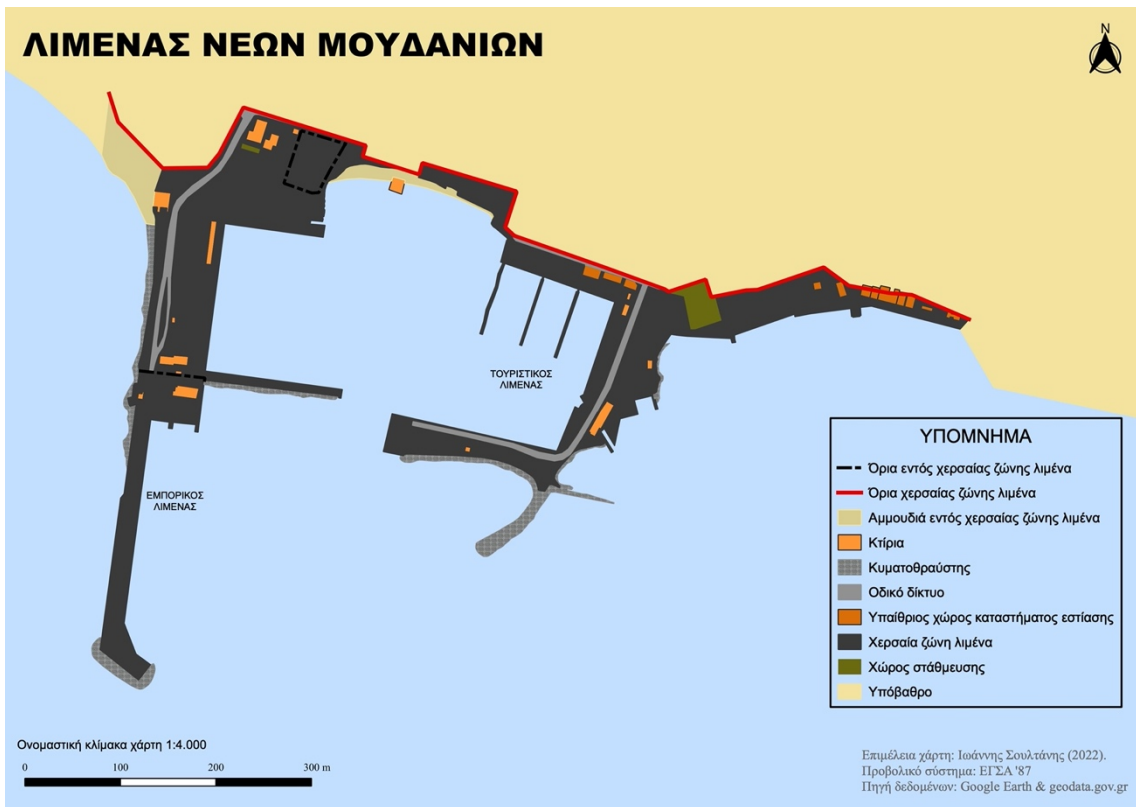 ΛΙΜΕΝΑΣ ΝΕΩΝ ΜΟΥΔΑΝΙΩΝ
N
ΤΟΥΡΙΣΤΙΚΟΣ
ΛΙΜΕΝΑΣ
ΕΜΠΟΡΙΚΟΣ
ΛΙΜΕΝΑΣ
ΥΠΟΜΝΗΜΑ
Όρια εντός χερσαίας ζώνης λιμένα
Όρια χερσαίας ζώνης λιμένα
Αμμουδιά εντός χερσαίας ζώνης λιμένα
Κτίρια
Κυματοθραύστης
Οδικό δίκτυο
Υπαίθριος χώρος καταστήματος εστίασης
Χερσαία ζώνη λιμένα
Χώρος στάθμευσης
Υπόβαθρο
Ονομαστική κλίμακα χάρτη 1:4.000
0 100 200 300 m
Επιμέλεια χάρτη: Ιωάννης Σουλτάνης (2022).
Προβολικό σύστημα: ΕΓΣΑ '87
Πηγή δεδομένων: Google Earth & geodata.gov.gr